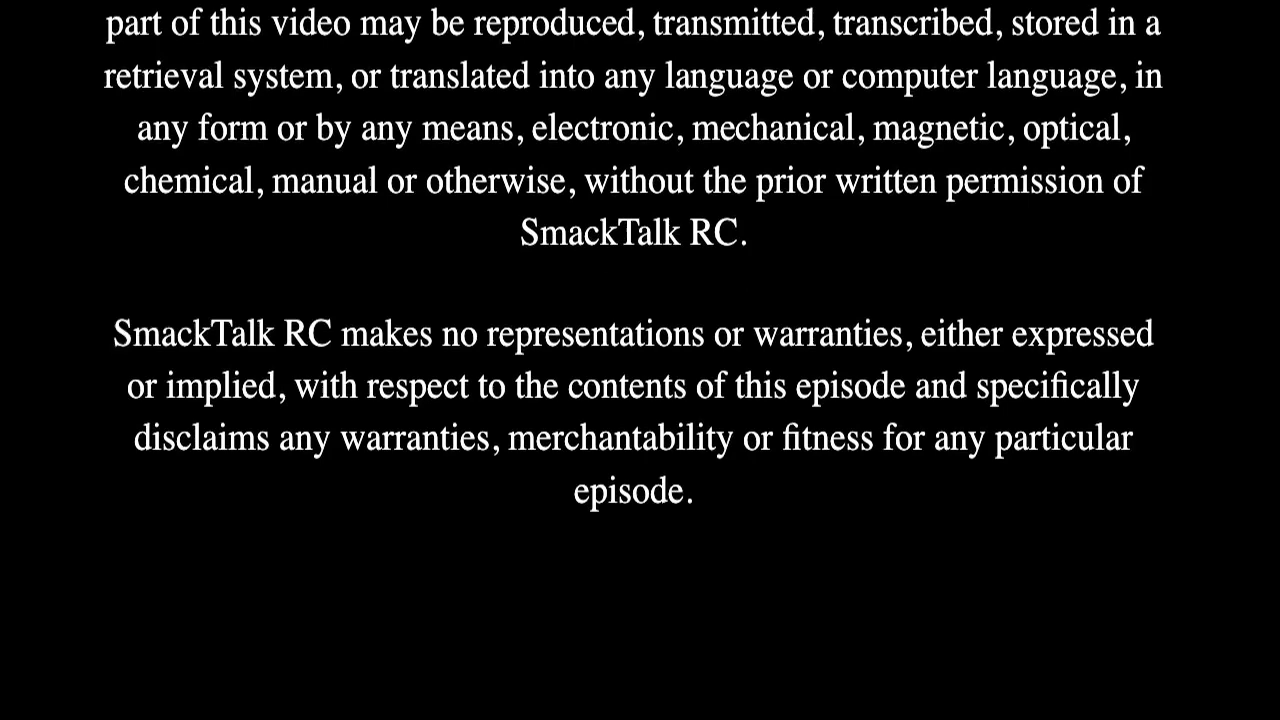 part of this video may be reproduced, transmitted, transcribed, stored in a
retrieval system, or translated into any language or computer language, in
any form or by any means, electronic, mechanical, magnetic, optical,
chemical, manual or otherwise, without the prior written permission of
SmackTalk RC.
SmackTalk RC makes no representations or warranties, either expressed
or implied, with respect to the contents of this episode and specifically
disclaims any warranties, merchantability or fitness for any particular
episode.